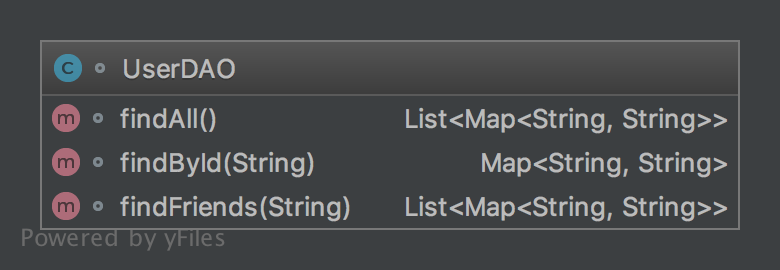 C UserDAO
m findAll() List<Map<String, String>>
m findById(String) Map<String, String>
m findFriends(String) List<Map<String, String>>
Powered by yFiles